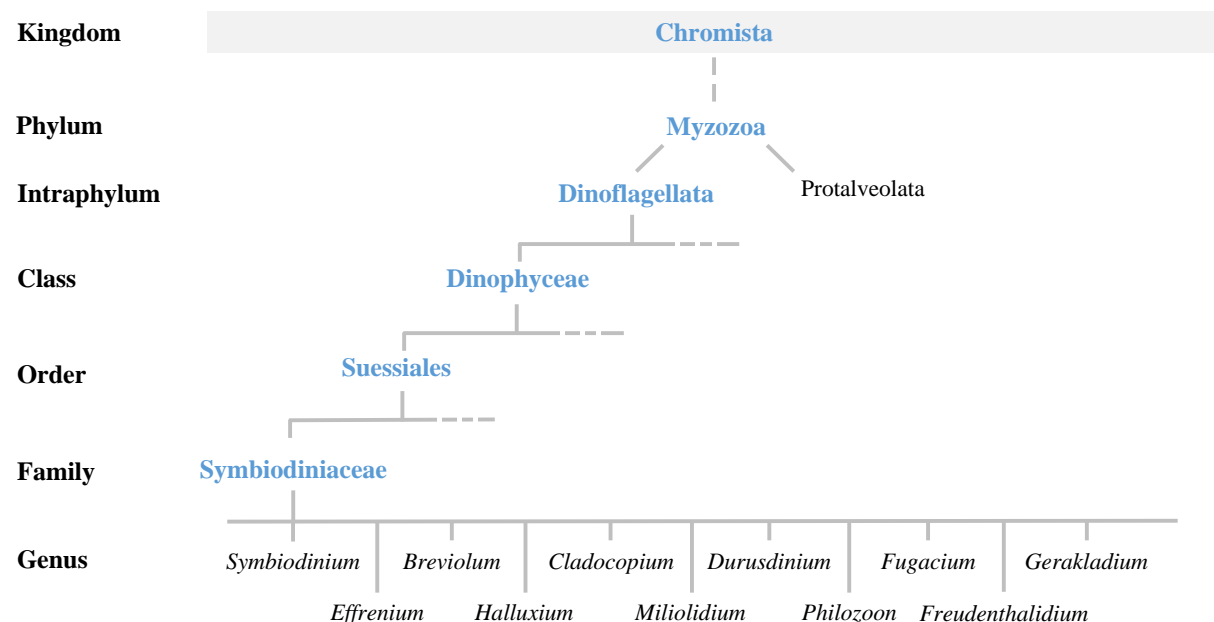 Kingdom Chromista
Phylum Myzozoa
Intraphylum Dinoflagellata Protalveolata
Class Dinophyceae
Order Suessiales
Family Symbiodiniaceae
Genus Symbiodinium Breviolum Cladocopium Durusdinium Fugacium Gerakladium
Effrenium Halluxium Miliolidium Philozoon Freudenthalidium